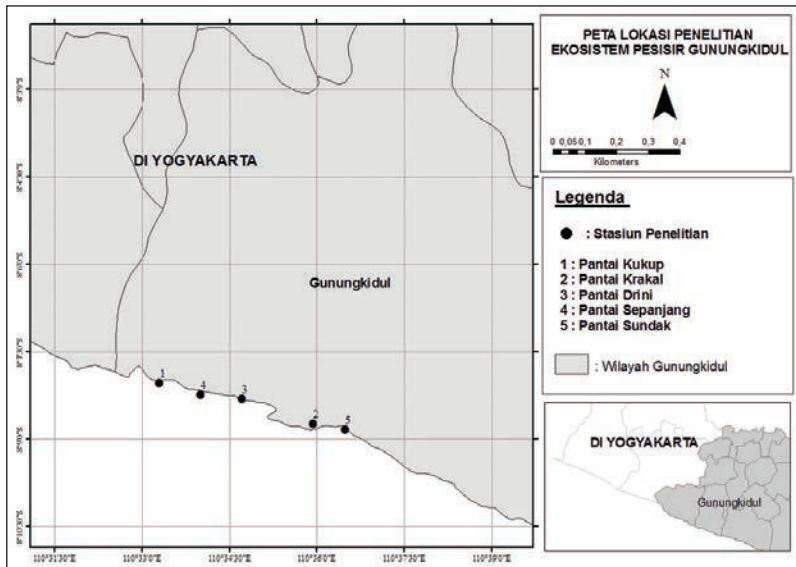 PETA LOKASI PENELITIAN
EKOSISTEM PESISIR GUNUNGKIDUL
N
0 0,05 0,1 0,2 0,3 0,4
Kilometers
Legenda
: Stasiun Penelitian
1 : Pantai Kukup
2 : Pantai Krakal
3 : Pantai Drini
4 : Pantai Sepanjang
5 : Pantai Sundak
: Wilayah Gunungkidul
DI YOGYAKARTA
Gunungkidul
DI YOGYAKARTA
Gunungkidul
1
4
3
2
5
110°31'30"E 110°33'0"E 110°34'30"E 110°36'0"E 110°37'30"E 110°39'0"E